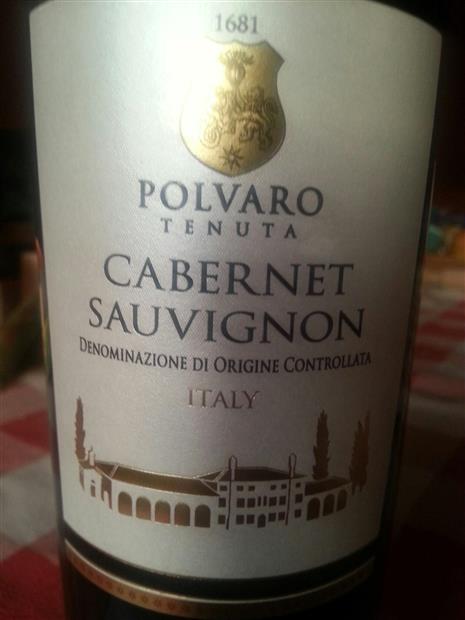 1681
POLVARO
TENUTA
CABERNET
SAUVIGNON
DENOMINAZIONE DI ORIGINE CONTROLLATA
ITALY